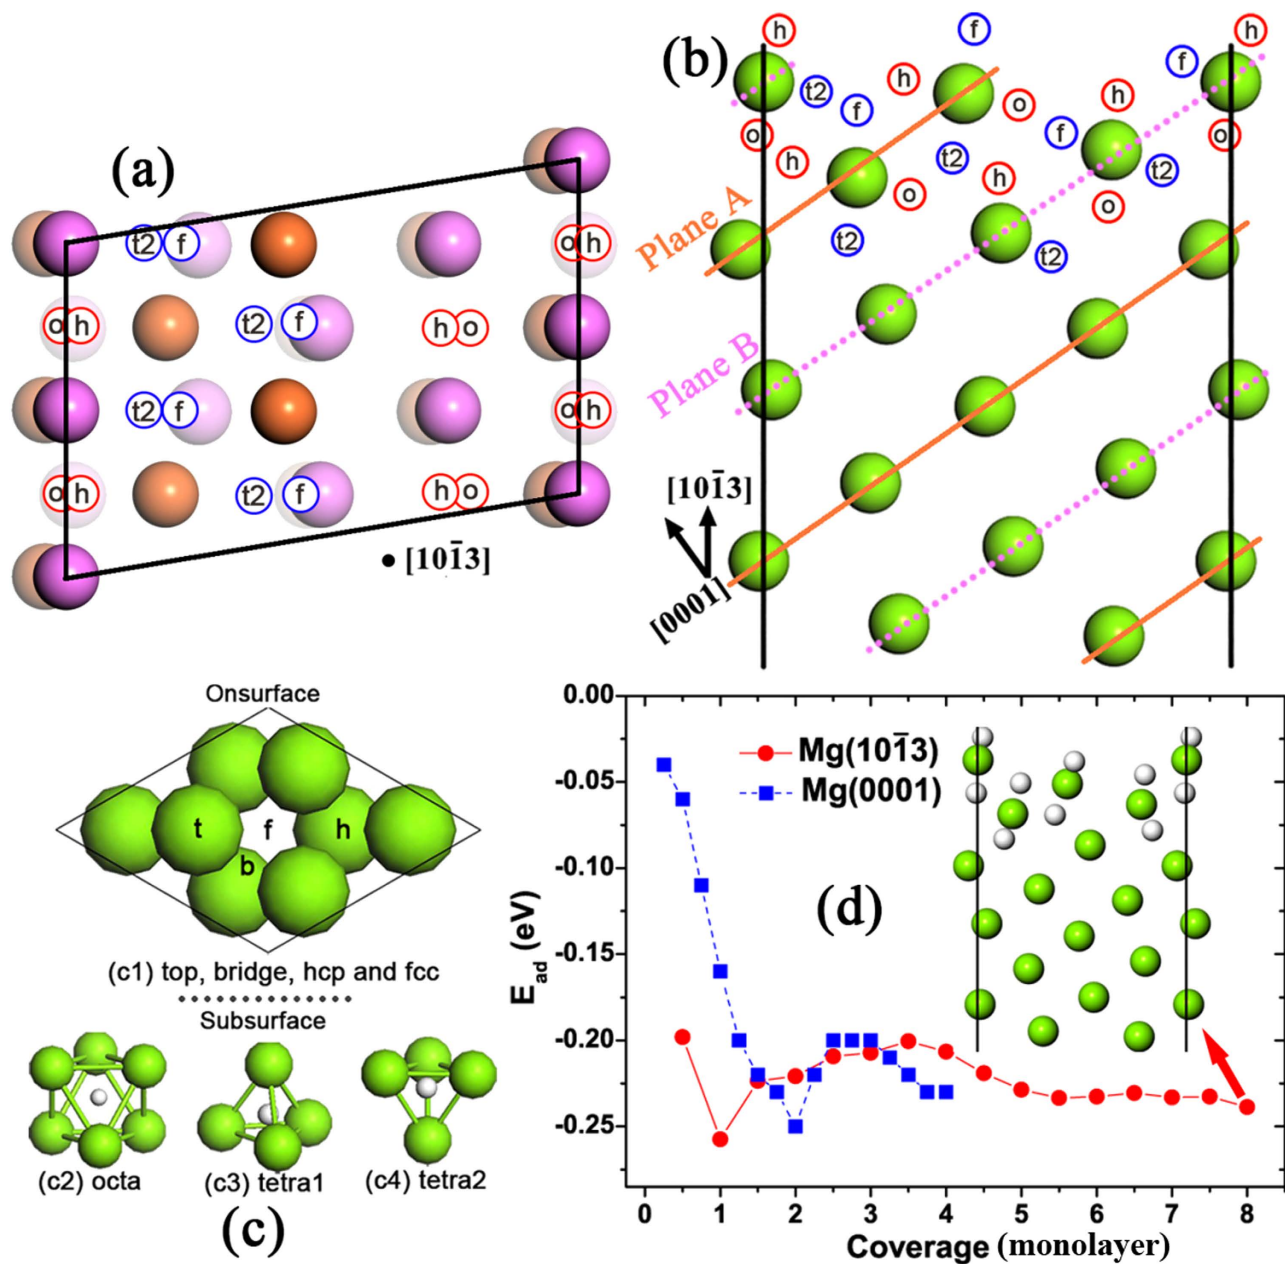 (a)
t2 f o h
o h t2 f h o
t2 f o h
o h t2 f h o
• [101̄3]
(b)
h f h
t2 f h o h f
o h t2 o f t2 o
h o o
t2 t2
Plane A
Plane B
[101̄3]
[0001]
Onsurface
t f h
b
(c1) top, bridge, hcp and fcc
Subsurface
(c2) octa (c3) tetra1 (c4) tetra2
(c)
0.00
-0.05
-0.10
-0.15
-0.20
-0.25
E_ad (eV)
Mg(101̄3)
Mg(0001)
(d)
0 1 2 3 4 5 6 7 8
Coverage (monolayer)